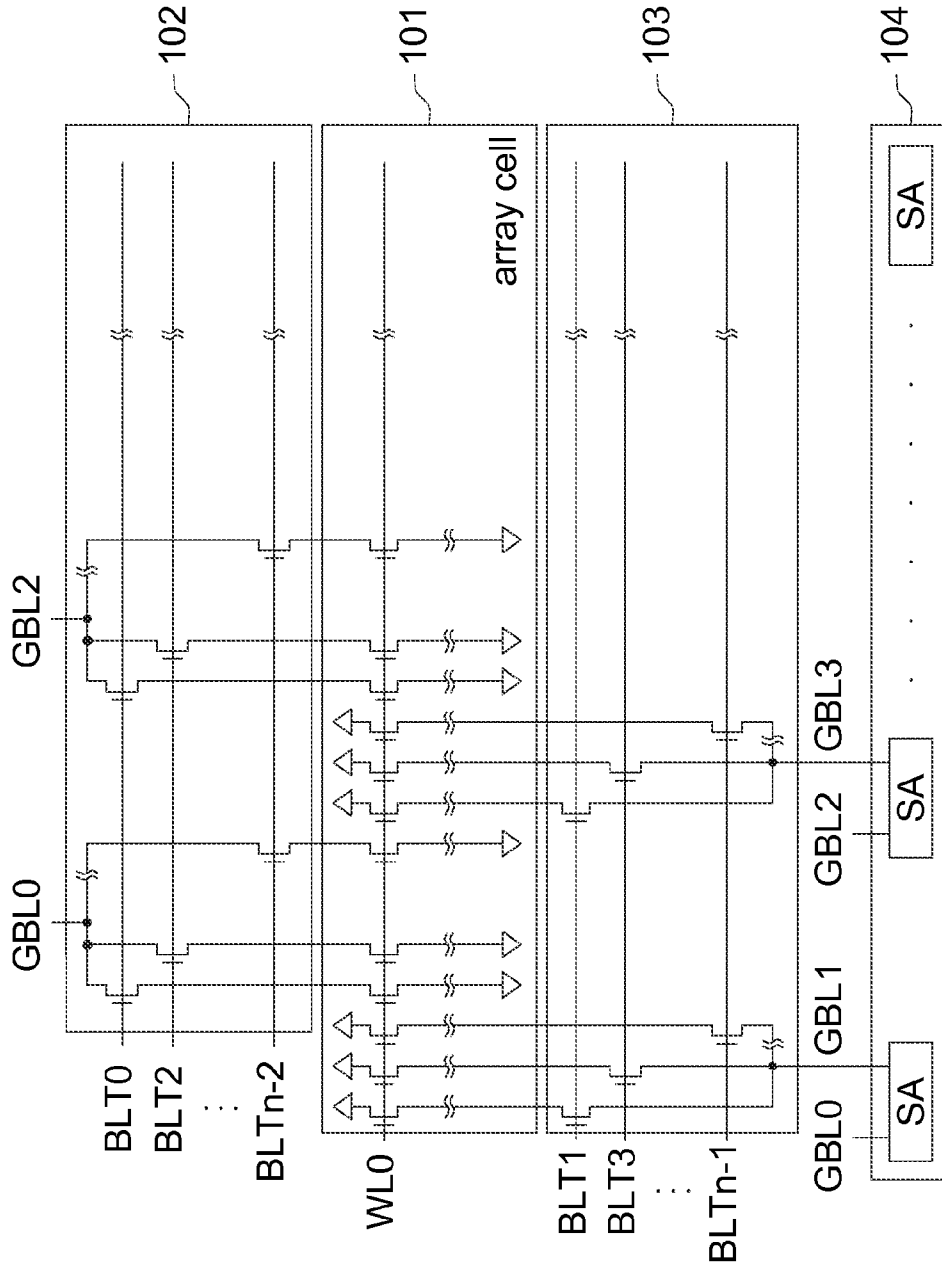 102
101
103
104
GBL2
GBL0
BLT0
BLT2
BLTn-2
WL0
array cell
BLT1
BLT3
BLTn-1
GBL3
GBL2
GBL1
GBL0
SA
SA
SA